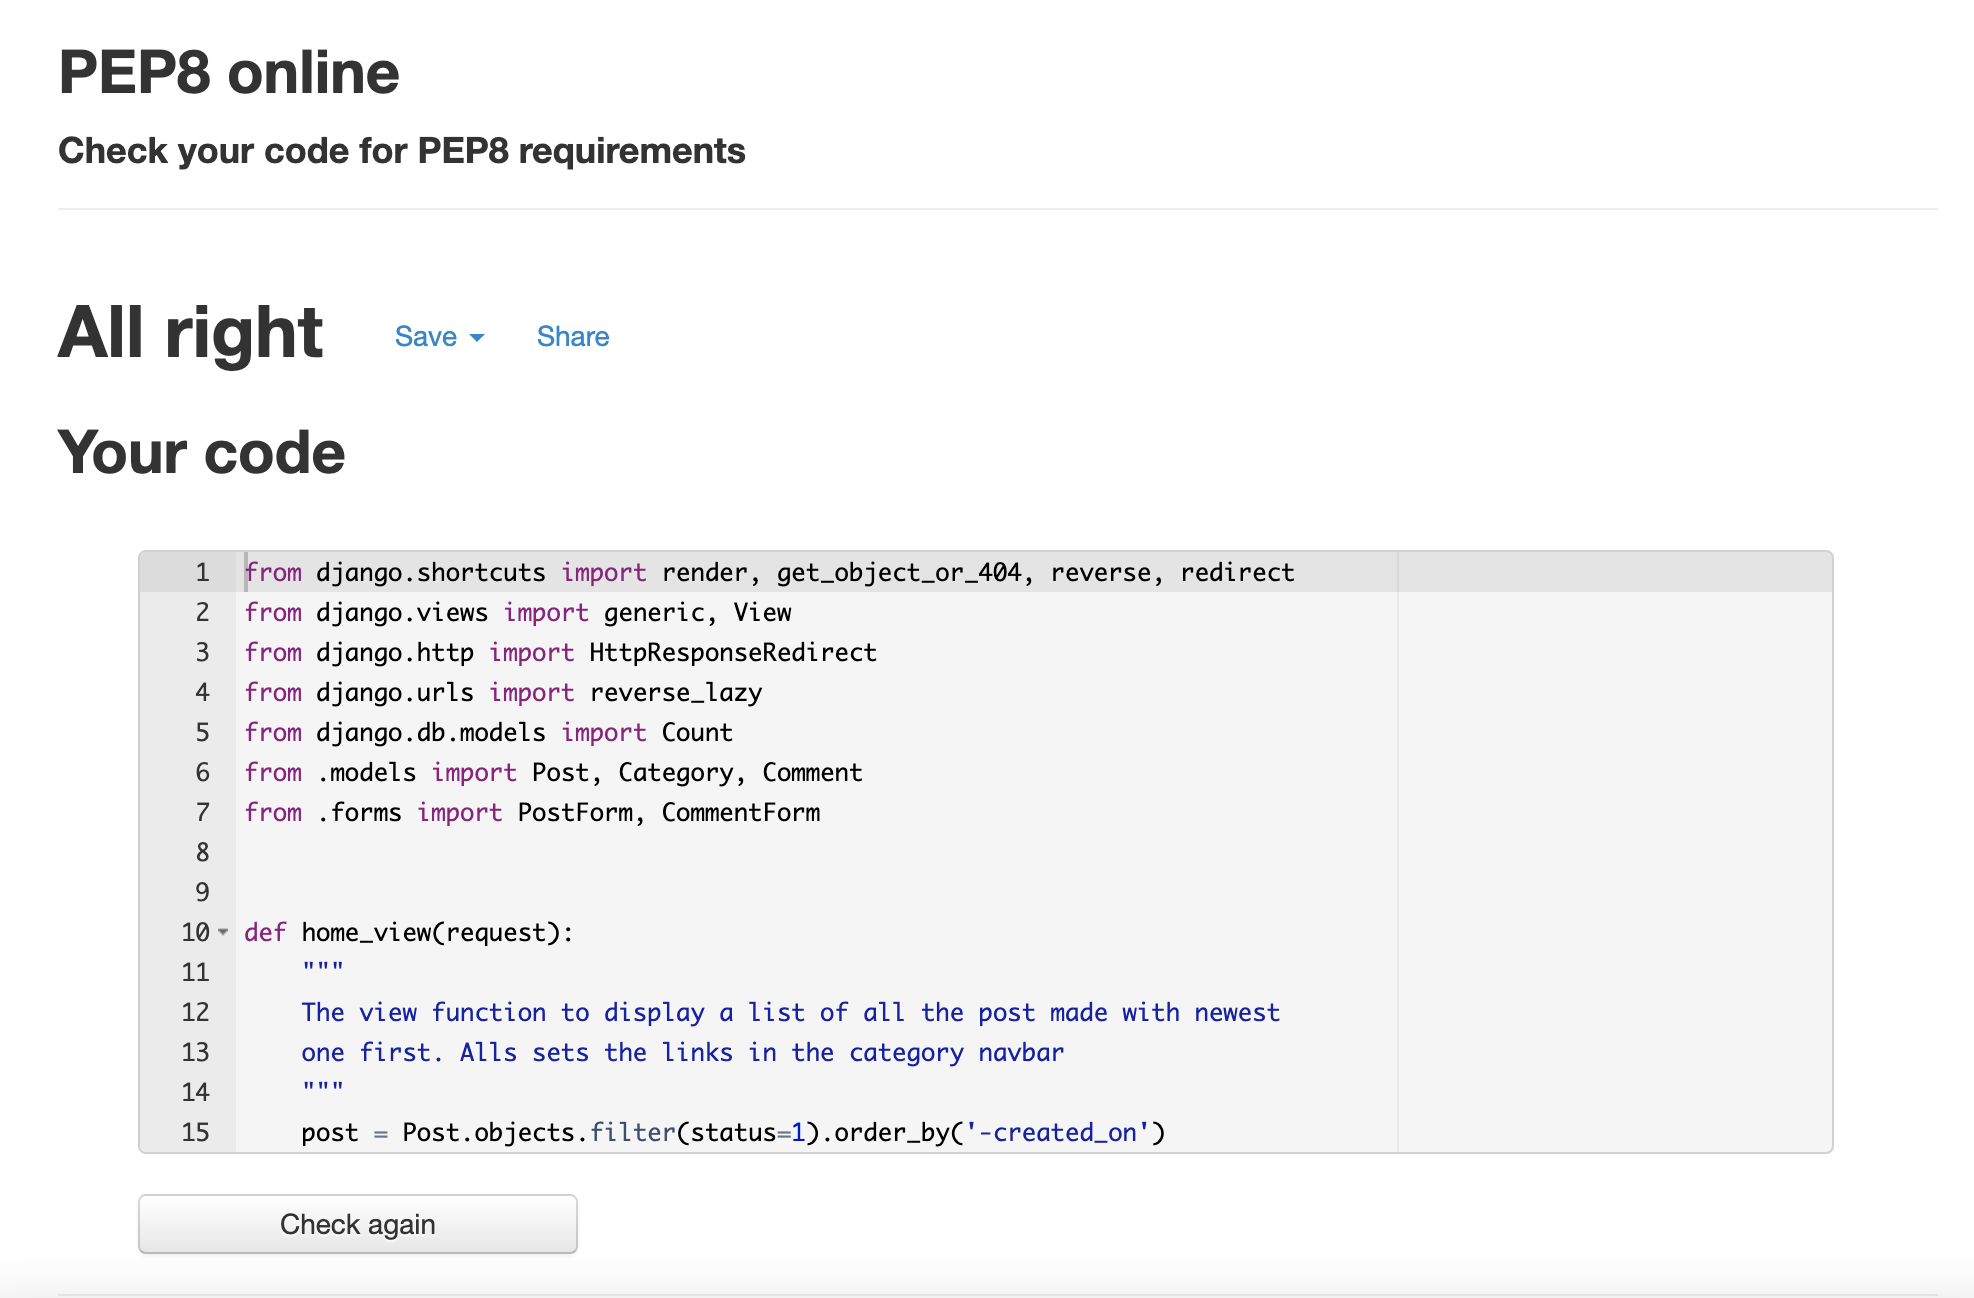 PEP8 online
Check your code for PEP8 requirements
All right Save Share
Your code
1 from django.shortcuts import render, get_object_or_404, reverse, redirect
2 from django.views import generic, View
3 from django.http import HttpResponseRedirect
4 from django.urls import reverse_lazy
5 from django.db.models import Count
6 from .models import Post, Category, Comment
7 from .forms import PostForm, CommentForm
8
9
10 def home_view(request):
11     """
12     The view function to display a list of all the post made with newest
13     one first. Alls sets the links in the category navbar
14     """
15     post = Post.objects.filter(status=1).order_by('-created_on')
Check again